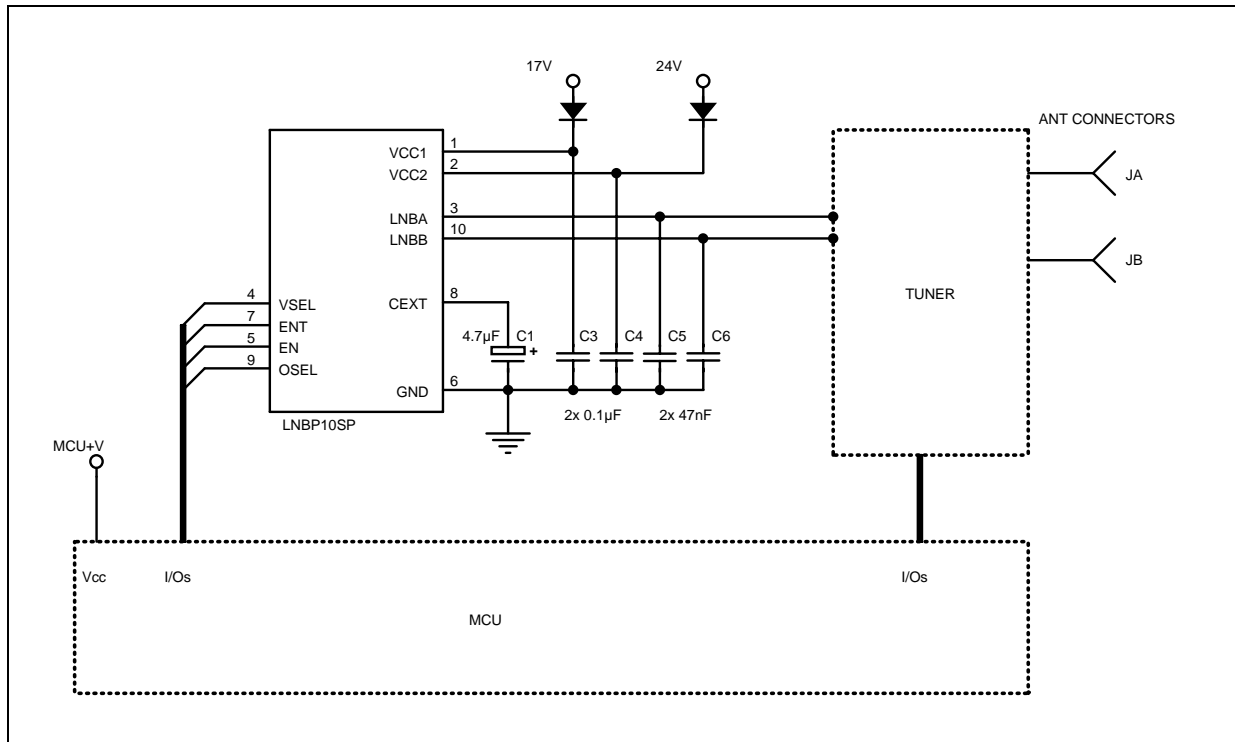 17V
24V
ANT CONNECTORS
JA
JB
TUNER
VCC1
1
VCC2
2
LNBA
3
LNBB
10
4
VSEL
7
ENT
5
EN
9
OSEL
CEXT
8
GND
6
4.7µF
C1
+
C3
C4
C5
C6
2x 0.1µF
2x 47nF
LNBP10SP
MCU+V
Vcc
I/Os
I/Os
MCU